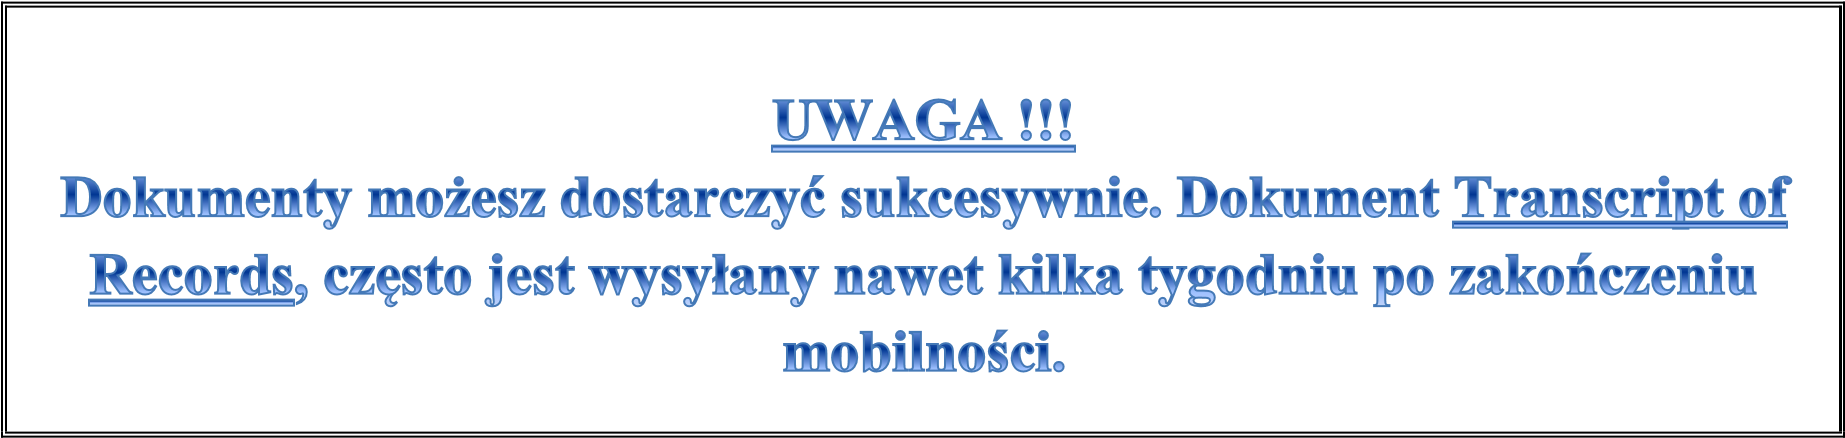 UWAGA !!!
Dokumenty możesz dostarczyć sukcesywnie. Dokument Transcript of
Records, często jest wysyłany nawet kilka tygodniu po zakończeniu
mobilności.